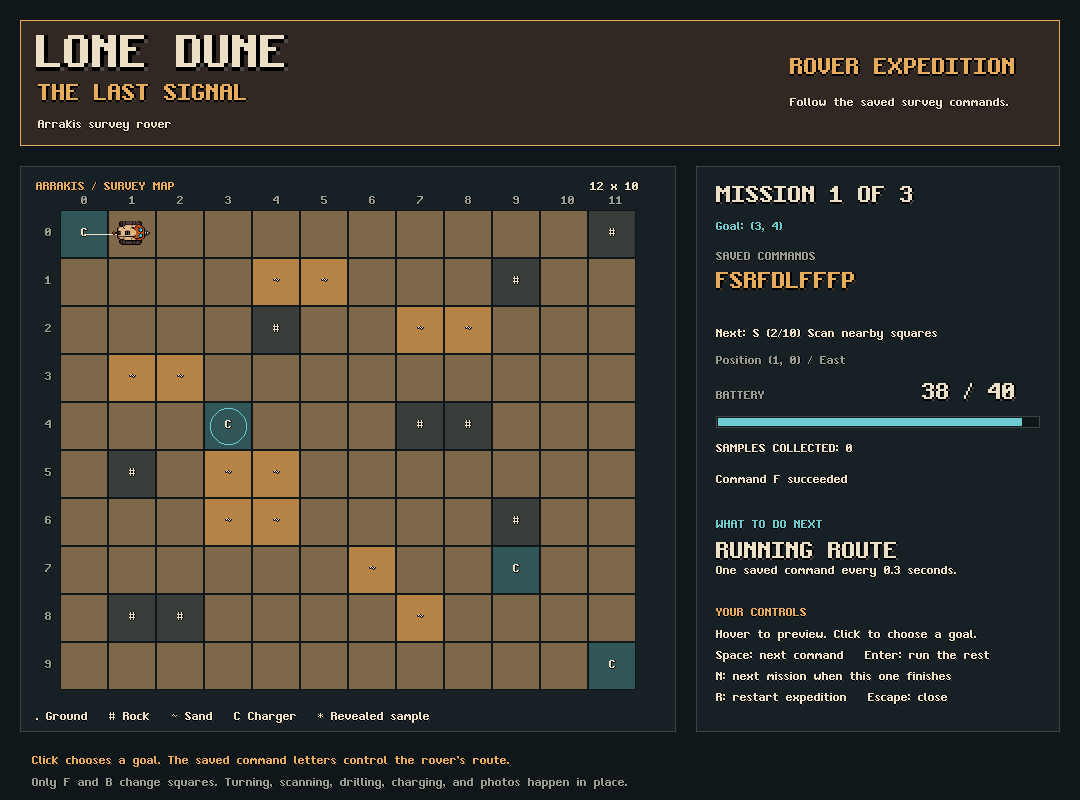 LONE DUNE
THE LAST SIGNAL
Arrakis survey rover
ROVER EXPEDITION
Follow the saved survey commands.
ARRAKIS / SURVEY MAP
12 x 10
0 1 2 3 4 5 6 7 8 9 10 11
0 C #
1 ~ ~ #
2 # ~ ~
3 ~ ~
4 C # #
5 # ~ ~
6 ~ ~ #
7 ~ C
8 # # ~
9 C
. Ground # Rock ~ Sand C Charger * Revealed sample
MISSION 1 OF 3
Goal: (3, 4)
SAVED COMMANDS
FSRFDLFFFP
Next: S (2/10) Scan nearby squares
Position (1, 0) / East
BATTERY 38 / 40
SAMPLES COLLECTED: 0
Command F succeeded
WHAT TO DO NEXT
RUNNING ROUTE
One saved command every 0.3 seconds.
YOUR CONTROLS
Hover to preview. Click to choose a goal.
Space: next command Enter: run the rest
N: next mission when this one finishes
R: restart expedition Escape: close
Click chooses a goal. The saved command letters control the rover's route.
Only F and B change squares. Turning, scanning, drilling, charging, and photos happen in place.